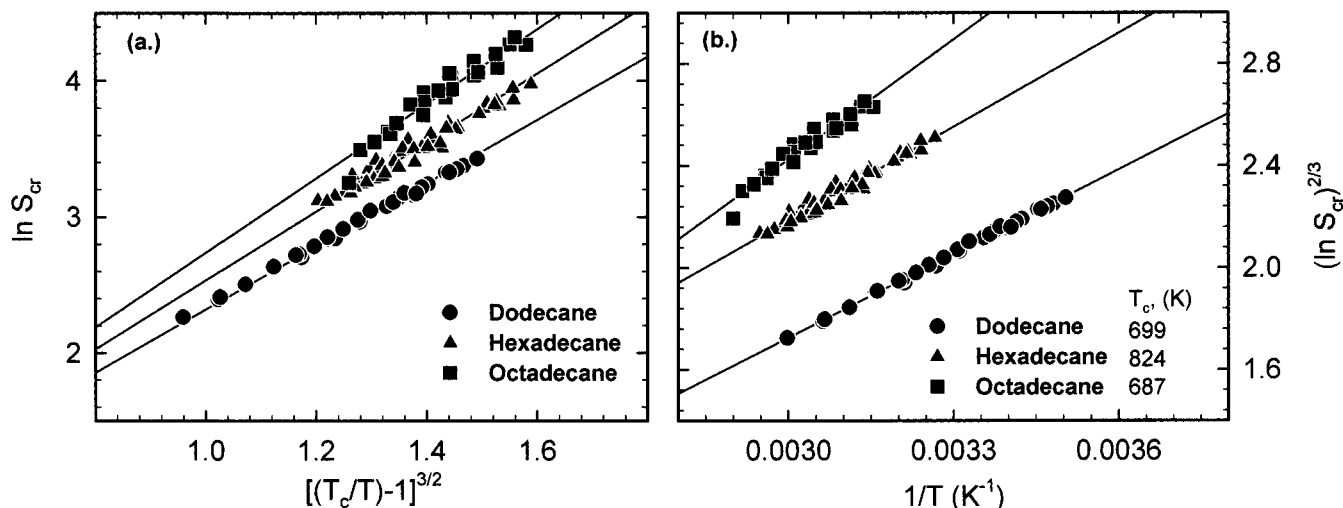 (a.)
4
3
2
ln S_cr
Dodecane
Hexadecane
Octadecane
1.0 1.2 1.4 1.6
[(T_c/T)-1]^3/2
(b.)
2.8
2.4
2.0
1.6
(ln S_cr)^2/3
T_c, (K)
Dodecane 699
Hexadecane 824
Octadecane 687
0.0030 0.0033 0.0036
1/T (K^-1)